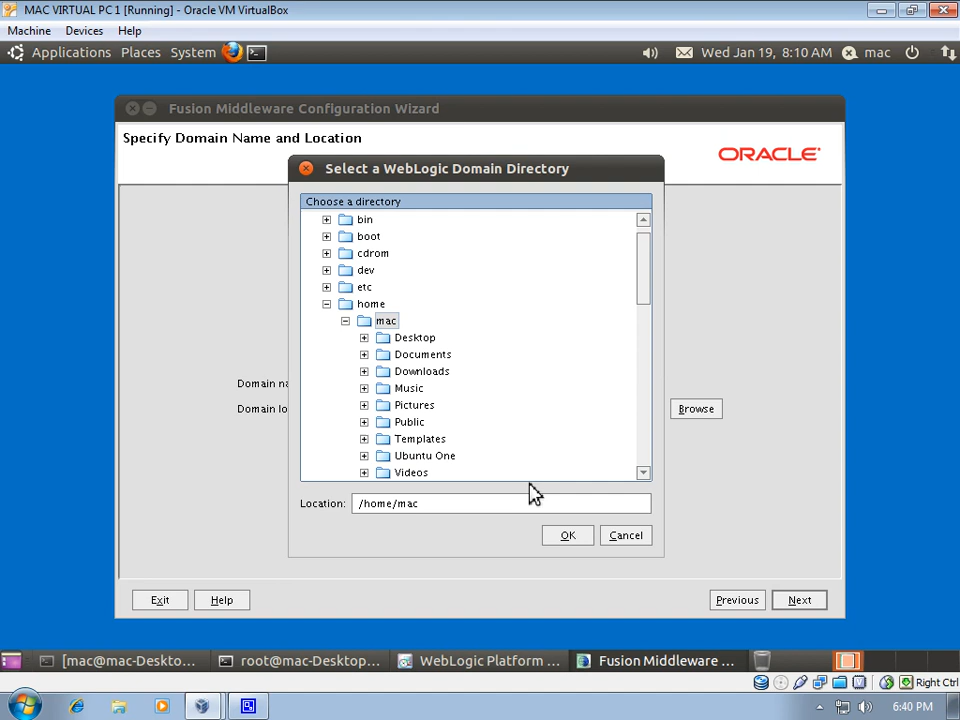 MAC VIRTUAL PC 1 [Running] - Oracle VM VirtualBox
Machine Devices Help
Applications Places System Wed Jan 19, 8:10 AM mac
Fusion Middleware Configuration Wizard
Specify Domain Name and Location
ORACLE
Select a WebLogic Domain Directory
Choose a directory
bin
boot
cdrom
dev
etc
home
mac
Desktop
Documents
Downloads
Music
Pictures
Public
Templates
Ubuntu One
Videos
Domain na
Domain lo
Browse
Location: /home/mac
OK Cancel
Exit Help Previous Next
[mac@mac-Deskto... root@mac-Desktop... WebLogic Platform ... Fusion Middleware ...
Right Ctrl
6:40 PM